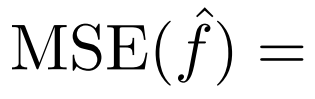 MSE(f̂) =